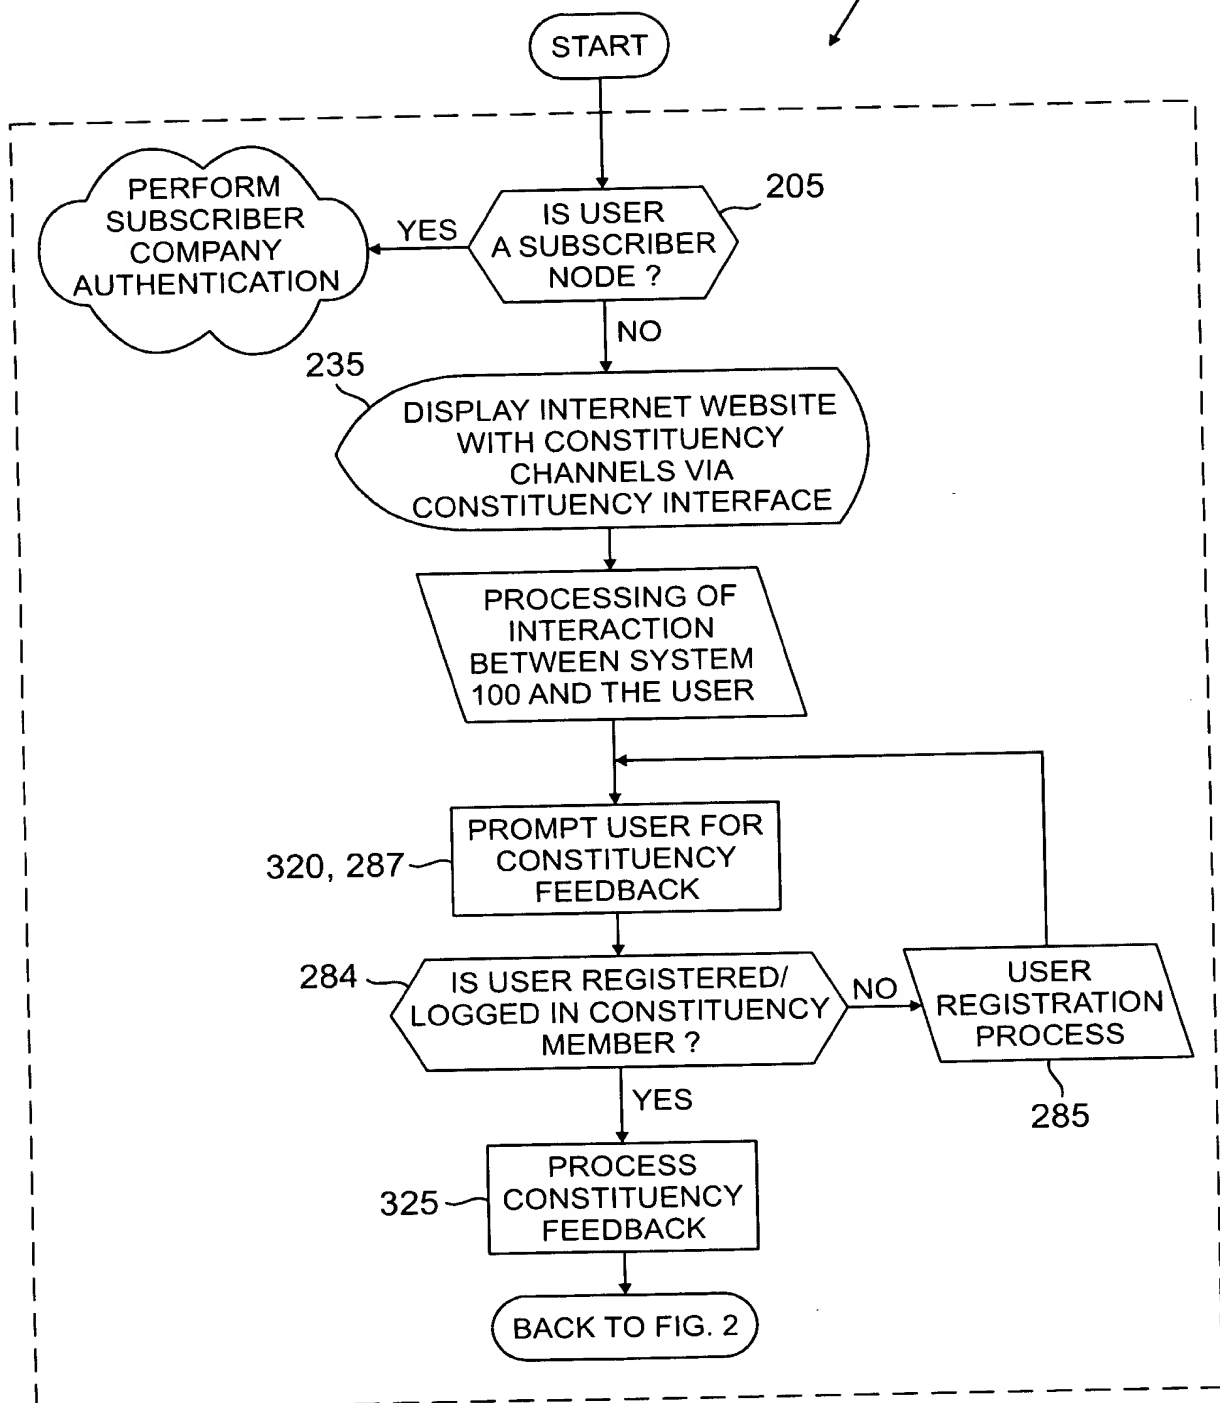 START
PERFORM
SUBSCRIBER
COMPANY
AUTHENTICATION
YES
IS USER
A SUBSCRIBER
NODE ?
205
NO
235
DISPLAY INTERNET WEBSITE
WITH CONSTITUENCY
CHANNELS VIA
CONSTITUENCY INTERFACE
PROCESSING OF
INTERACTION
BETWEEN SYSTEM
100 AND THE USER
320, 287
PROMPT USER FOR
CONSTITUENCY
FEEDBACK
284
IS USER REGISTERED/
LOGGED IN CONSTITUENCY
MEMBER ?
NO
USER
REGISTRATION
PROCESS
285
YES
325
PROCESS
CONSTITUENCY
FEEDBACK
BACK TO FIG. 2